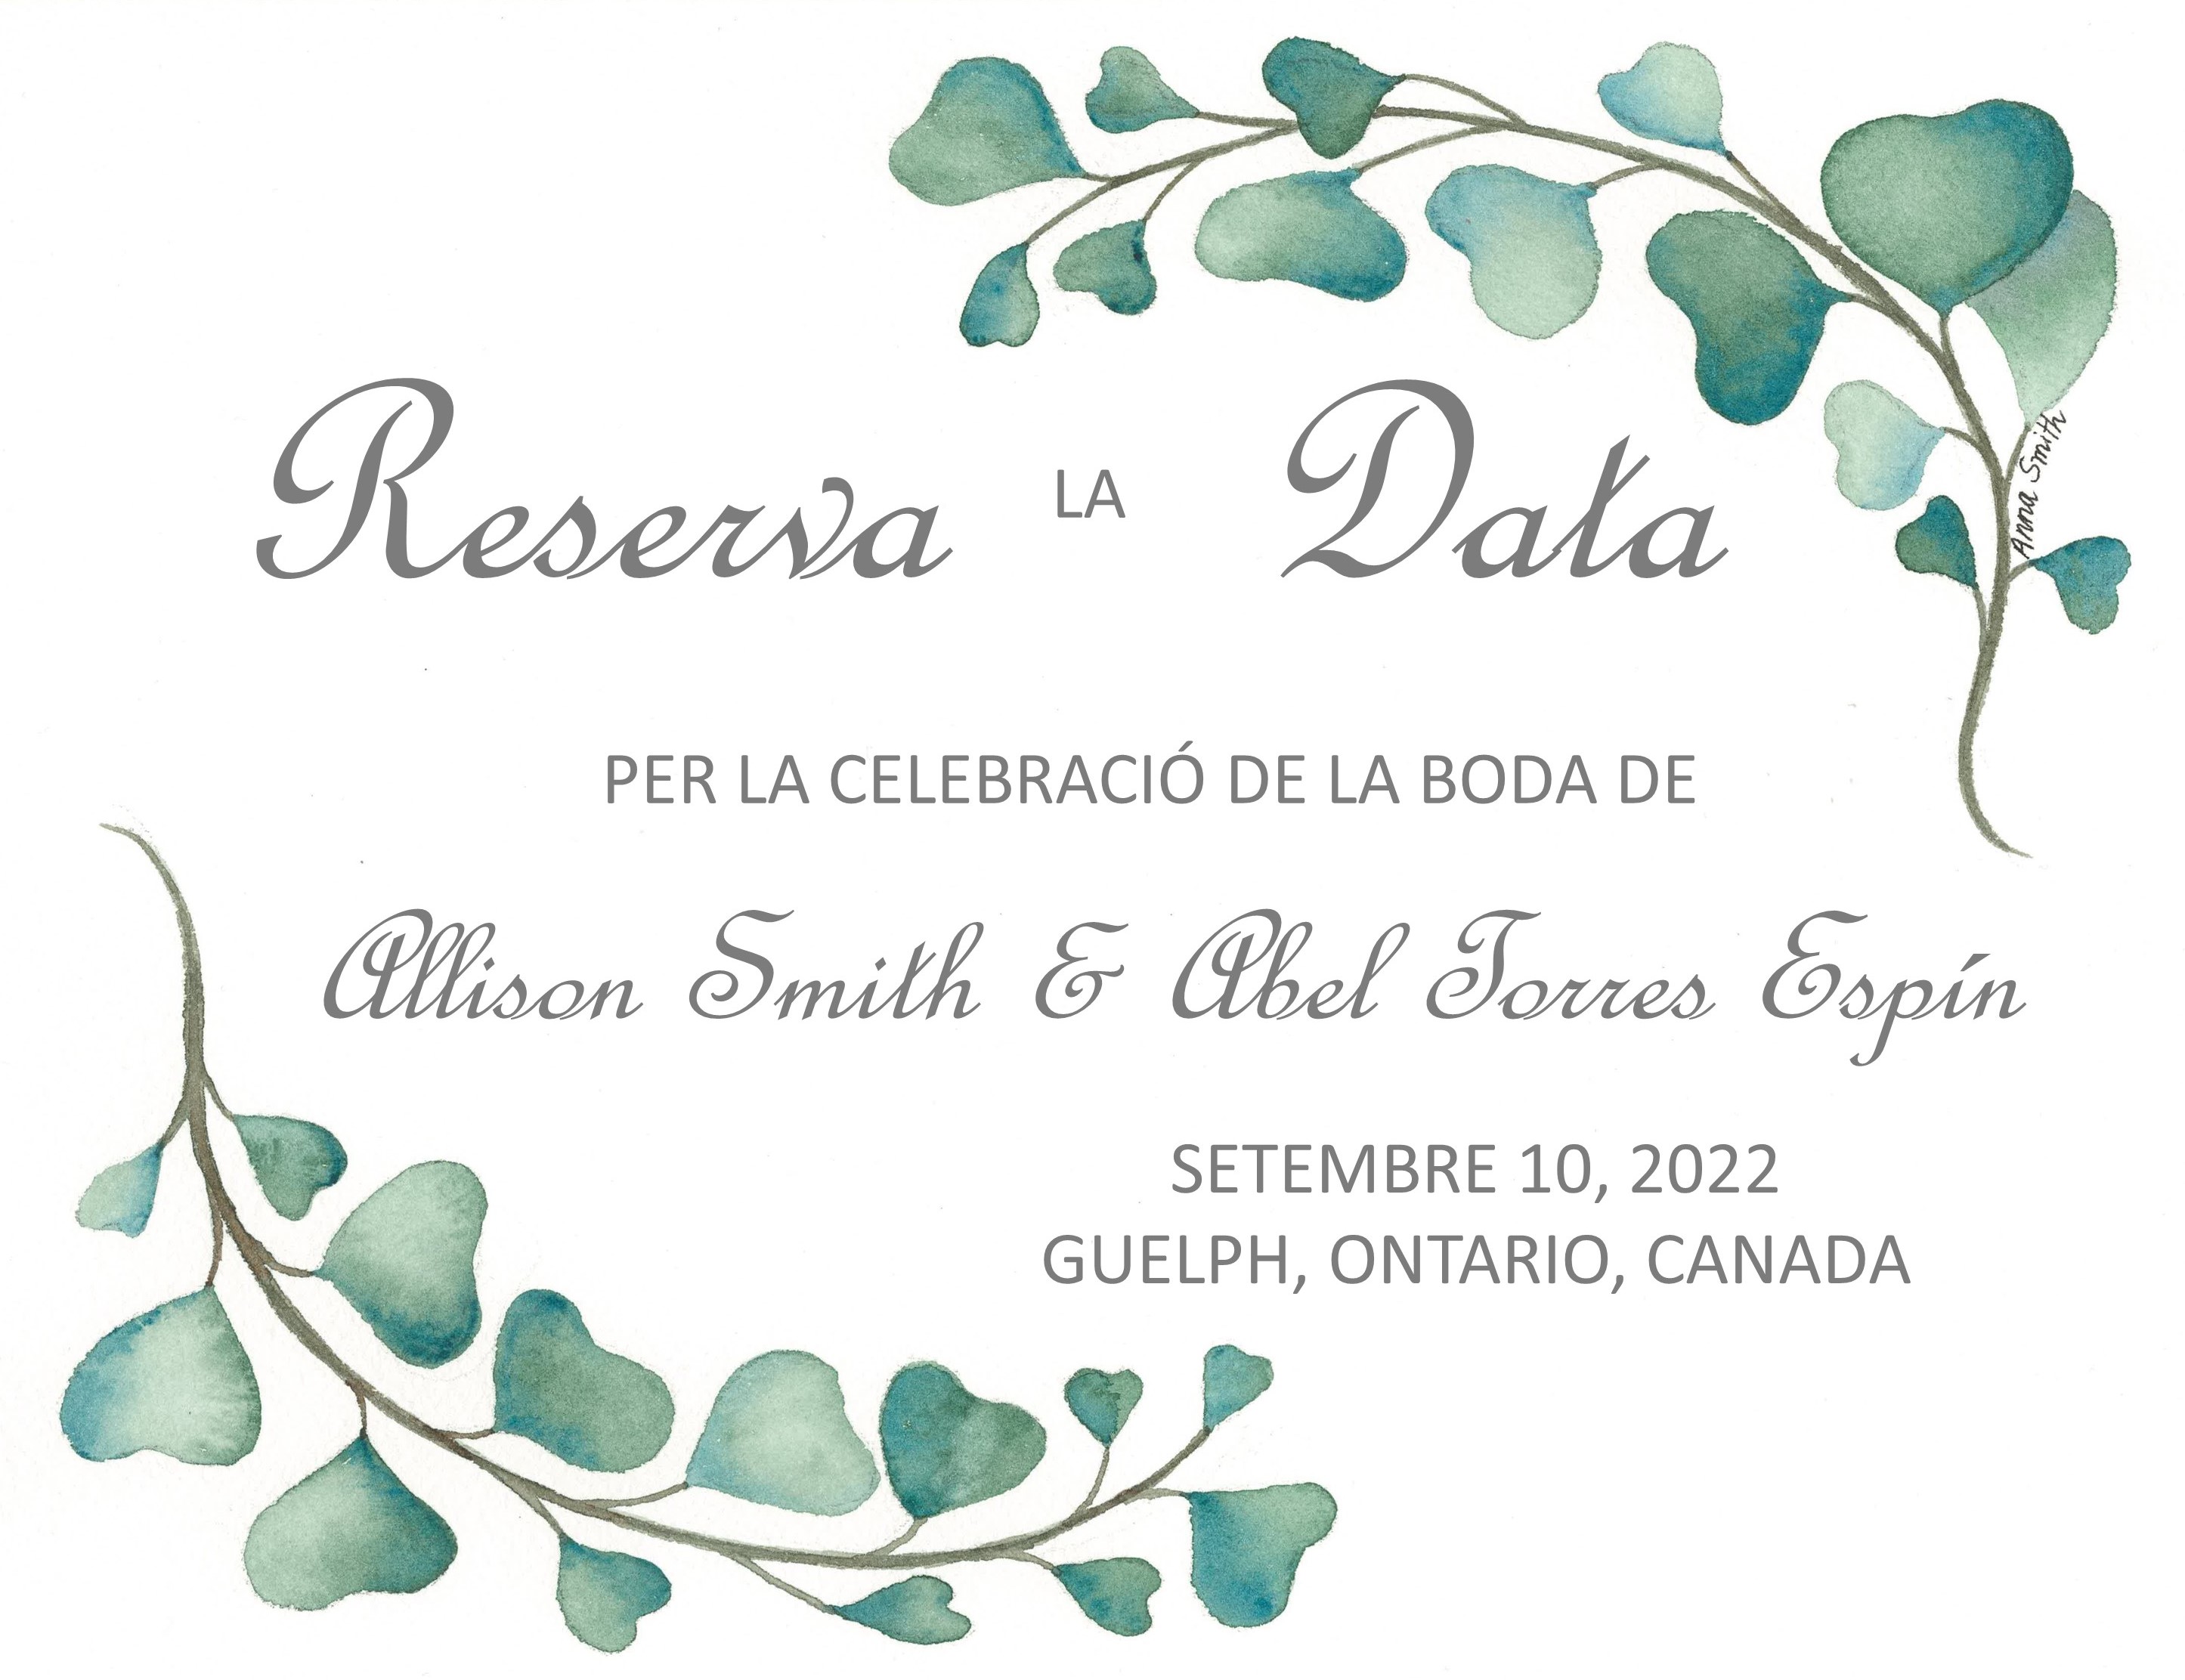 Reserva LA Data
Anna Smith
PER LA CELEBRACIÓ DE LA BODA DE
Allison Smith & Abel Torres Espín
SETEMBRE 10, 2022
GUELPH, ONTARIO, CANADA